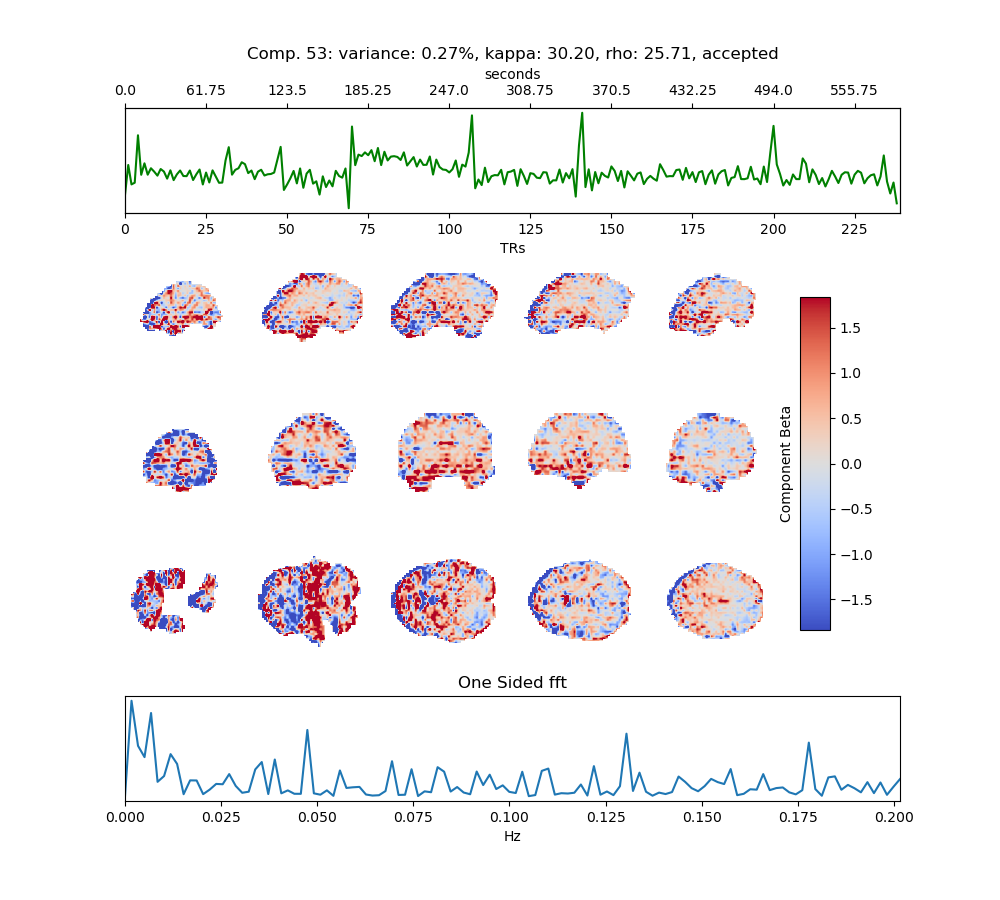 Comp. 53: variance: 0.27%, kappa: 30.20, rho: 25.71, accepted
seconds
0.0 61.75 123.5 185.25 247.0 308.75 370.5 432.25 494.0 555.75
0 25 50 75 100 125 150 175 200 225
TRs
1.5
1.0
0.5
0.0
−0.5
−1.0
−1.5
Component Beta
One Sided fft
0.000 0.025 0.050 0.075 0.100 0.125 0.150 0.175 0.200
Hz